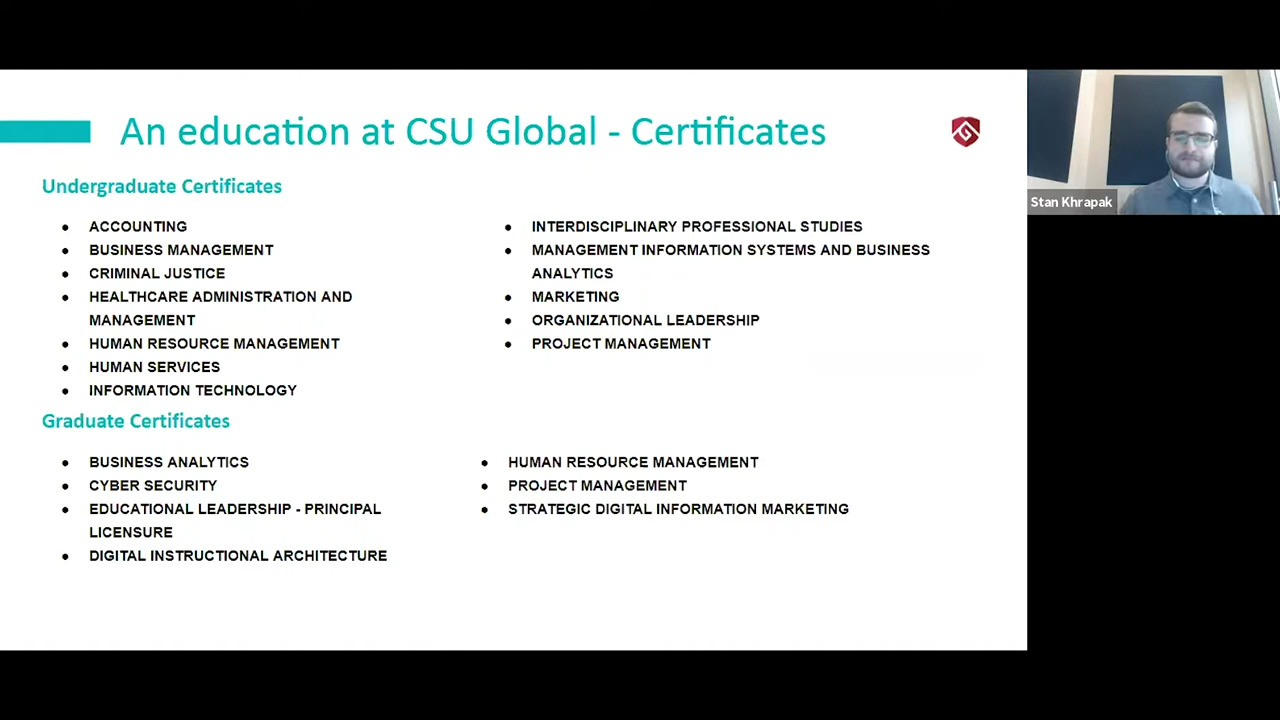 An education at CSU Global - Certificates
Stan Khrapak
Undergraduate Certificates
ACCOUNTING
BUSINESS MANAGEMENT
CRIMINAL JUSTICE
HEALTHCARE ADMINISTRATION AND
MANAGEMENT
HUMAN RESOURCE MANAGEMENT
HUMAN SERVICES
INFORMATION TECHNOLOGY
INTERDISCIPLINARY PROFESSIONAL STUDIES
MANAGEMENT INFORMATION SYSTEMS AND BUSINESS
ANALYTICS
MARKETING
ORGANIZATIONAL LEADERSHIP
PROJECT MANAGEMENT
Graduate Certificates
BUSINESS ANALYTICS
CYBER SECURITY
EDUCATIONAL LEADERSHIP - PRINCIPAL
LICENSURE
DIGITAL INSTRUCTIONAL ARCHITECTURE
HUMAN RESOURCE MANAGEMENT
PROJECT MANAGEMENT
STRATEGIC DIGITAL INFORMATION MARKETING